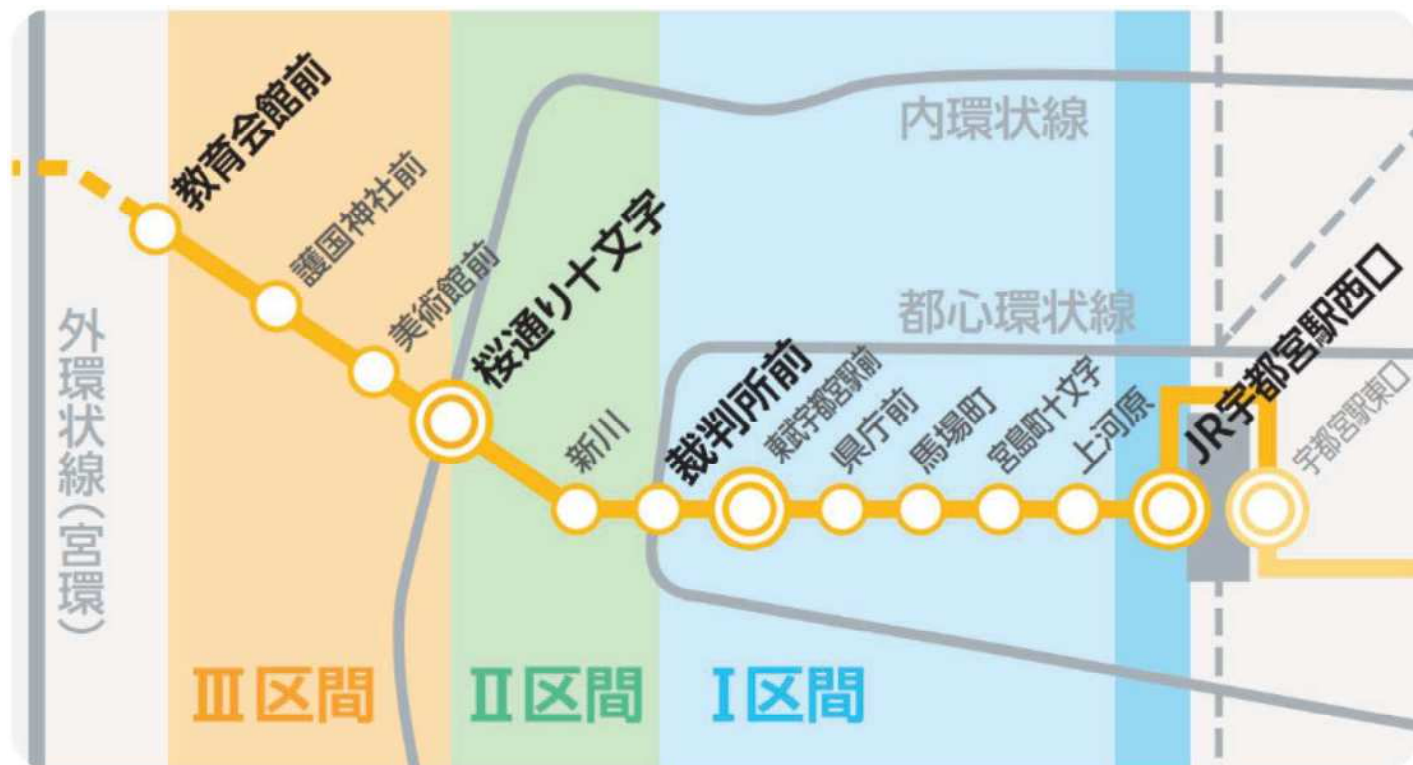 教育会館前
護国神社前
美術館前
桜通り十文字
新川
裁判所前
東武宇都宮駅前
県庁前
馬場町
宮島町十文字
上河原
JR宇都宮駅西口
宇都宮駅東口
内環状線
都心環状線
外環状線(宮環)
Ⅲ区間
Ⅱ区間
Ⅰ区間